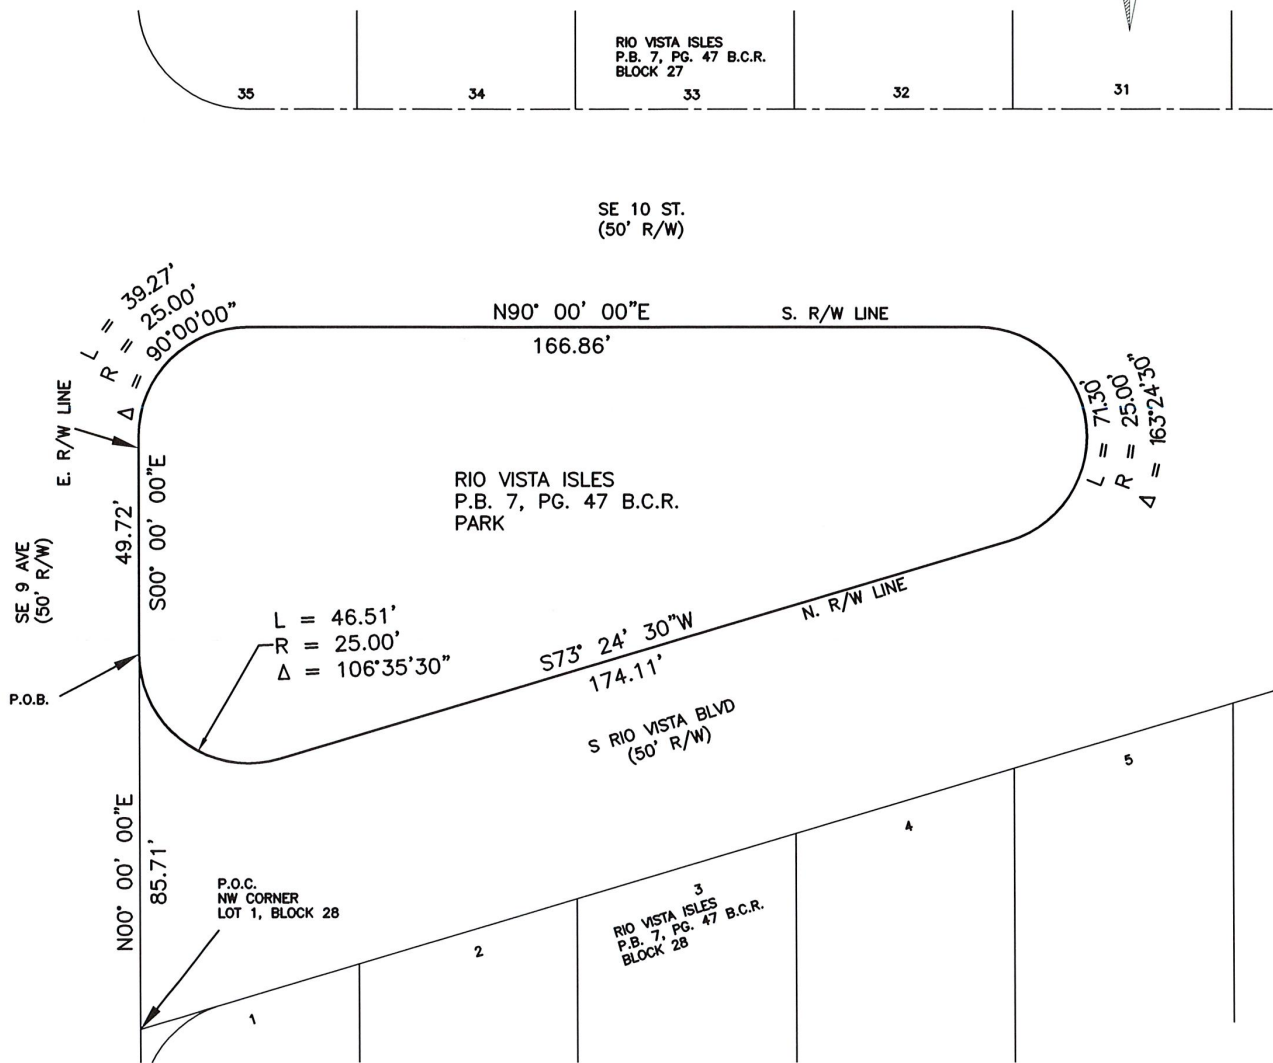 RIO VISTA ISLES
P.B. 7, PG. 47 B.C.R.
BLOCK 27
35
34
33
32
31
SE 10 ST.
(50' R/W)
L = 39.27'
R = 25.00'
Δ = 90°00'00"
N90° 00' 00"E
S. R/W LINE
166.86'
L = 71.30'
R = 25.00'
Δ = 163°24'30"
E. R/W LINE
49.72'
S00° 00' 00"E
RIO VISTA ISLES
P.B. 7, PG. 47 B.C.R.
PARK
SE 9 AVE
(50' R/W)
L = 46.51'
R = 25.00'
Δ = 106°35'30"
S73° 24' 30"W
174.11'
N. R/W LINE
P.O.B.
S RIO VISTA BLVD
(50' R/W)
N00° 00' 00"E
85.71'
P.O.C.
NW CORNER
LOT 1, BLOCK 28
1
2
3
4
5
RIO VISTA ISLES
P.B. 7, PG. 47 B.C.R.
BLOCK 28